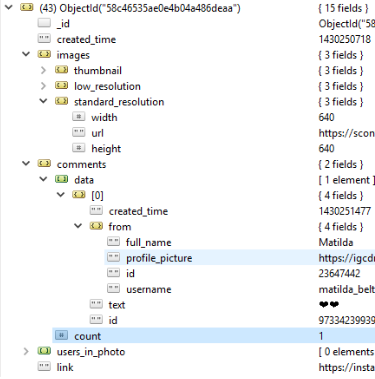 (43) ObjectId("58c46535ae0e4b04a486deaa") { 15 fields }
_id ObjectId("58
created_time 1430250718
images { 3 fields }
thumbnail { 3 fields }
low_resolution { 3 fields }
standard_resolution { 3 fields }
width 640
url https://scon
height 640
comments { 2 fields }
data [ 1 element ]
[0] { 4 fields }
created_time 1430251477
from { 4 fields }
full_name Matilda
profile_picture https://igcdn
id 23647442
username matilda_belt
text ❤❤
id 97334239939
count 1
users_in_photo [ 0 elements
link https://insta